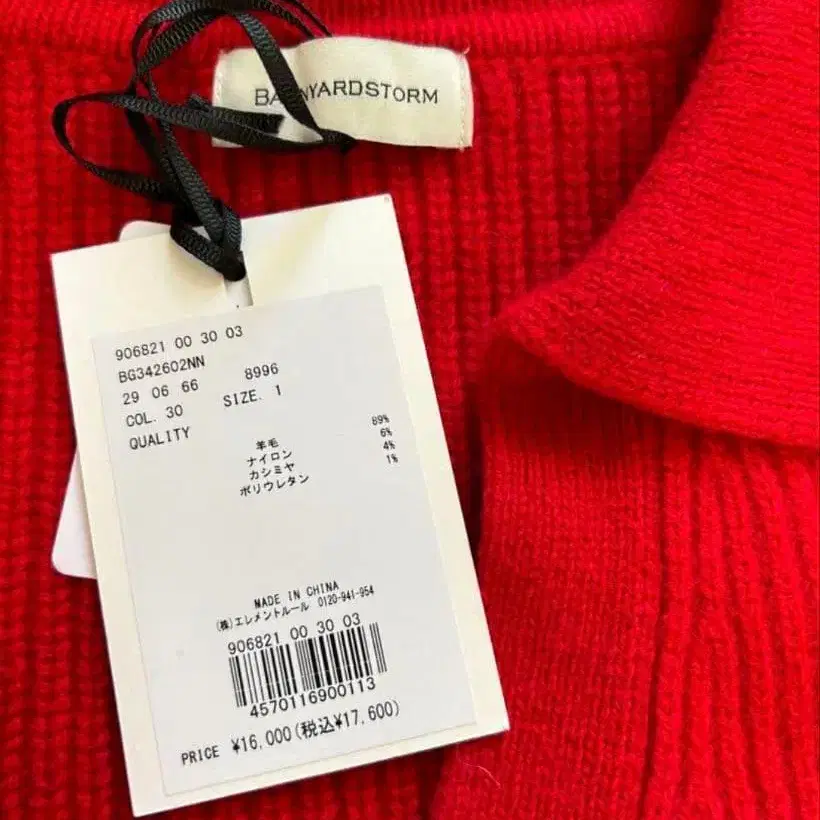 BARNYARDSTORM
906821 00 30 03
BG342602NN
29 06 66 8996
COL. 30 SIZE. 1
QUALITY
羊毛 89%
ナイロン 6%
カシミヤ 4%
ポリウレタン 1%
MADE IN CHINA
(株)エレメントルール 0120-941-954
906821 00 30 03
4570116900113
PRICE ¥16,000(税込¥17,600)